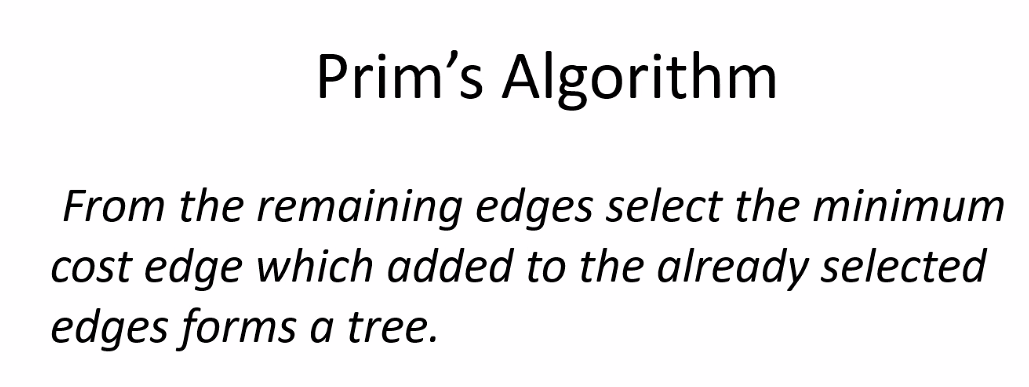 Prim’s Algorithm
From the remaining edges select the minimum
cost edge which added to the already selected
edges forms a tree.